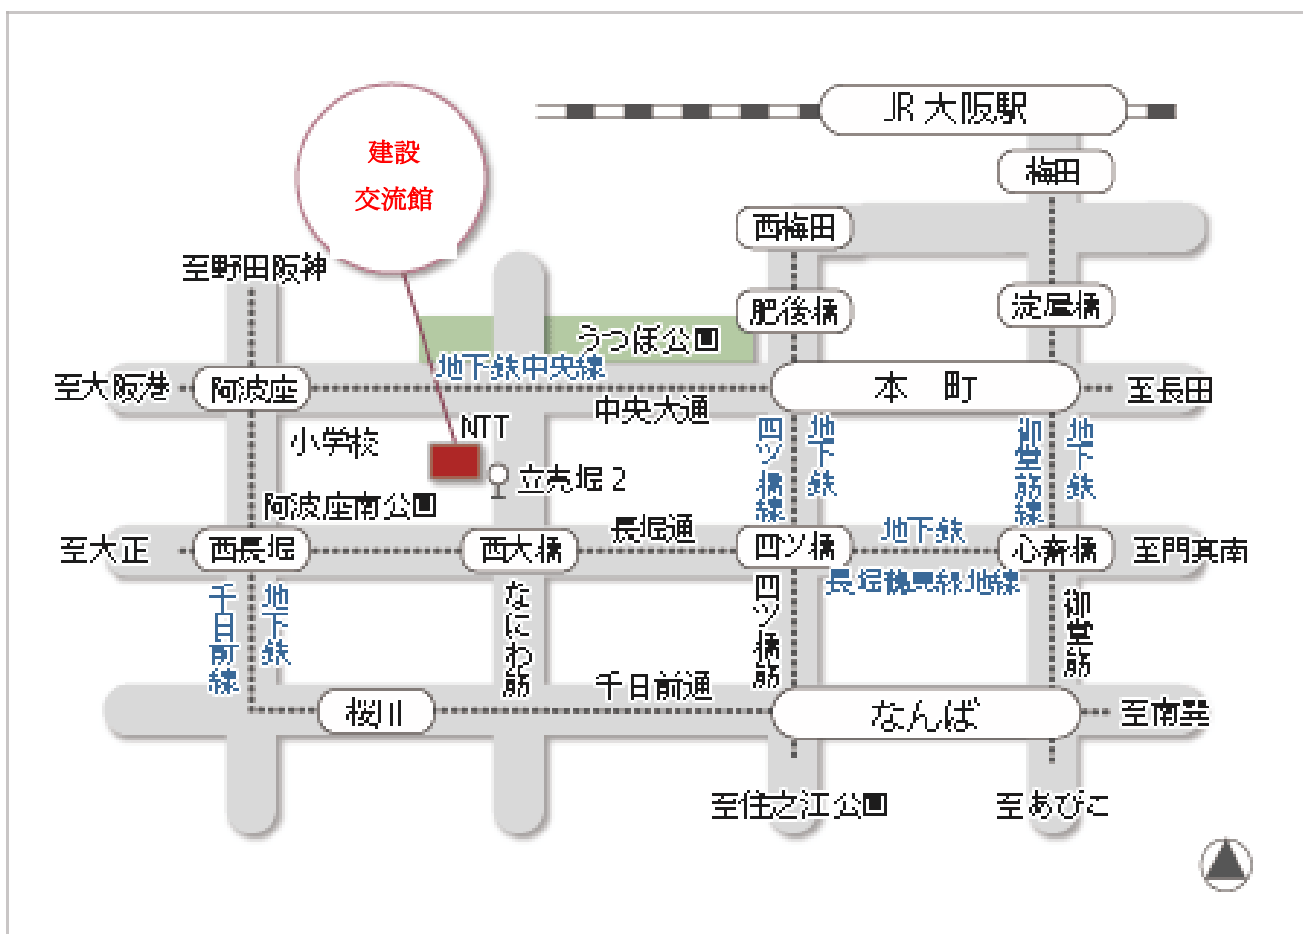 JR 大阪駅
建設
交流館
梅田
西梅田
至野田阪神
肥後橋
淀屋橋
うつぼ公園
地下鉄中央線
至大阪港
阿波座
本 町
至長田
中央大通
NTT
小学校
地下鉄
四ツ橋線
地下鉄
御堂筋線
立売堀 2
阿波座南公園
長堀通
地下鉄
至大正
西長堀
西大橋
四ツ橋
心斎橋
至門真南
長堀鶴見緑地線
地下鉄
千日前線
なにわ筋
四ツ橋筋
御堂筋
千日前通
桜川
なんば
至南巽
至住之江公園
至あびこ